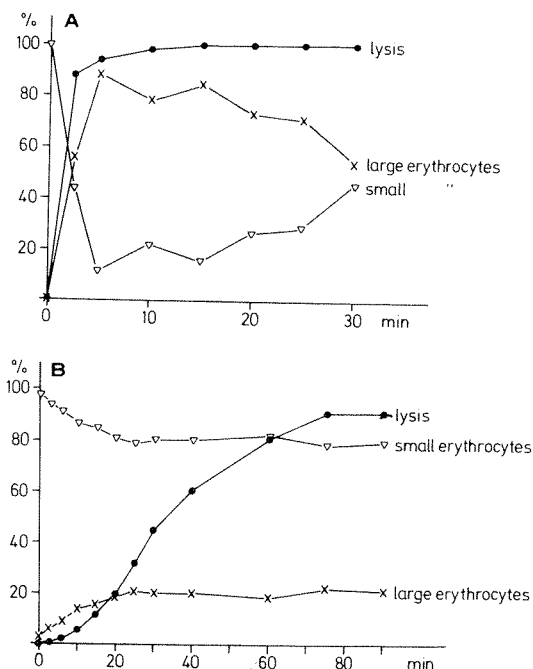 % A
100
80
60
40
20
0 10 20 30 min
lysis
large erythrocytes
small "
% B
100
80
60
40
20
0 20 40 60 80 min
lysis
small erythrocytes
large erythrocytes